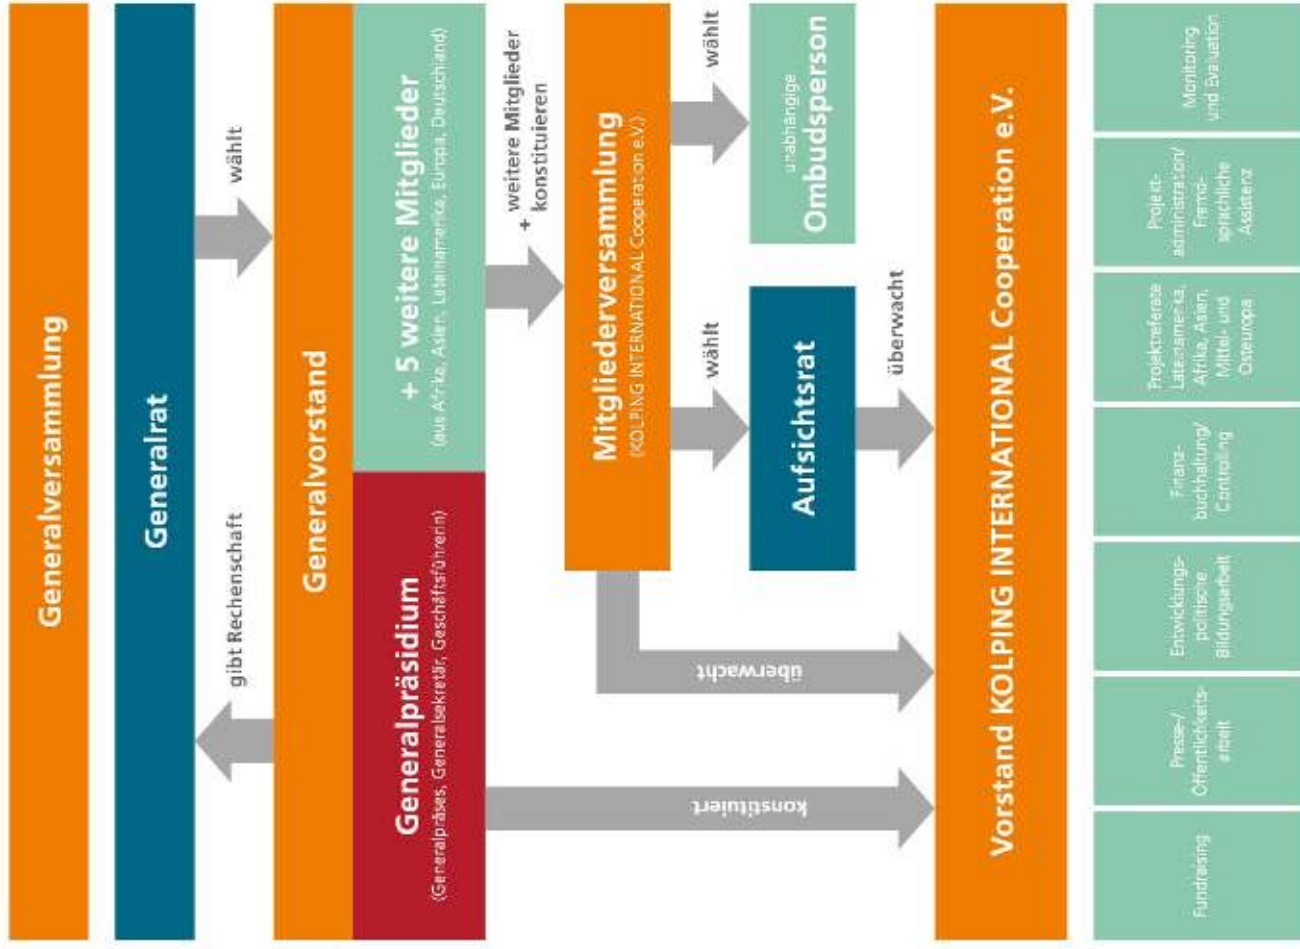 Generalversammlung
Generalrat
gibt Rechenschaft
wählt
Generalvorstand
Generalpräsidium
(Generalpräses, Generalsekretär, Geschäftsführerin)
+ 5 weitere Mitglieder
(aus Afrika, Asien, Lateinamerika, Europa, Deutschland)
+ weitere Mitglieder
konstituieren
Mitgliederversammlung
(KOLPING INTERNATIONAL Cooperation e.V.)
wählt
wählt
Aufsichtsrat
unabhängige
Ombudsperson
überwacht
überwacht
konstituiert
Vorstand KOLPING INTERNATIONAL Cooperation e.V.
Fundraising
Presse-/
Öffentlichkeits-
arbeit
Entwicklungs-
politische
Bildungsarbeit
Finanz-
buchhaltung/
Controlling
Projektreferate
Lateinamerika,
Afrika, Asien,
Mittel- und
Osteuropa
Projekt-
administration/
Fremd-
sprachliche
Assistenz
Monitoring
und Evaluation